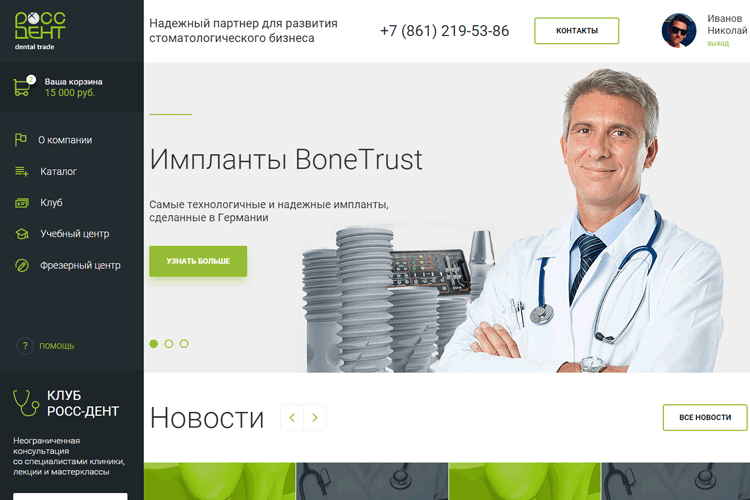 РОСС
ДЕНТ
dental trade
Надежный партнер для развития
стоматологического бизнеса
+7 (861) 219-53-86
КОНТАКТЫ
Иванов
Николай
ВЫХОД
2
Ваша корзина
15 000 руб.
О компании
Каталог
Клуб
Учебный центр
Фрезерный центр
? ПОМОЩЬ
Импланты BoneTrust
Самые технологичные и надежные импланты,
сделанные в Германии
УЗНАТЬ БОЛЬШЕ
КЛУБ
РОСС-ДЕНТ
Неограниченная
консультация
со специалистами клиники,
лекции и мастерклассы
Новости
ВСЕ НОВОСТИ